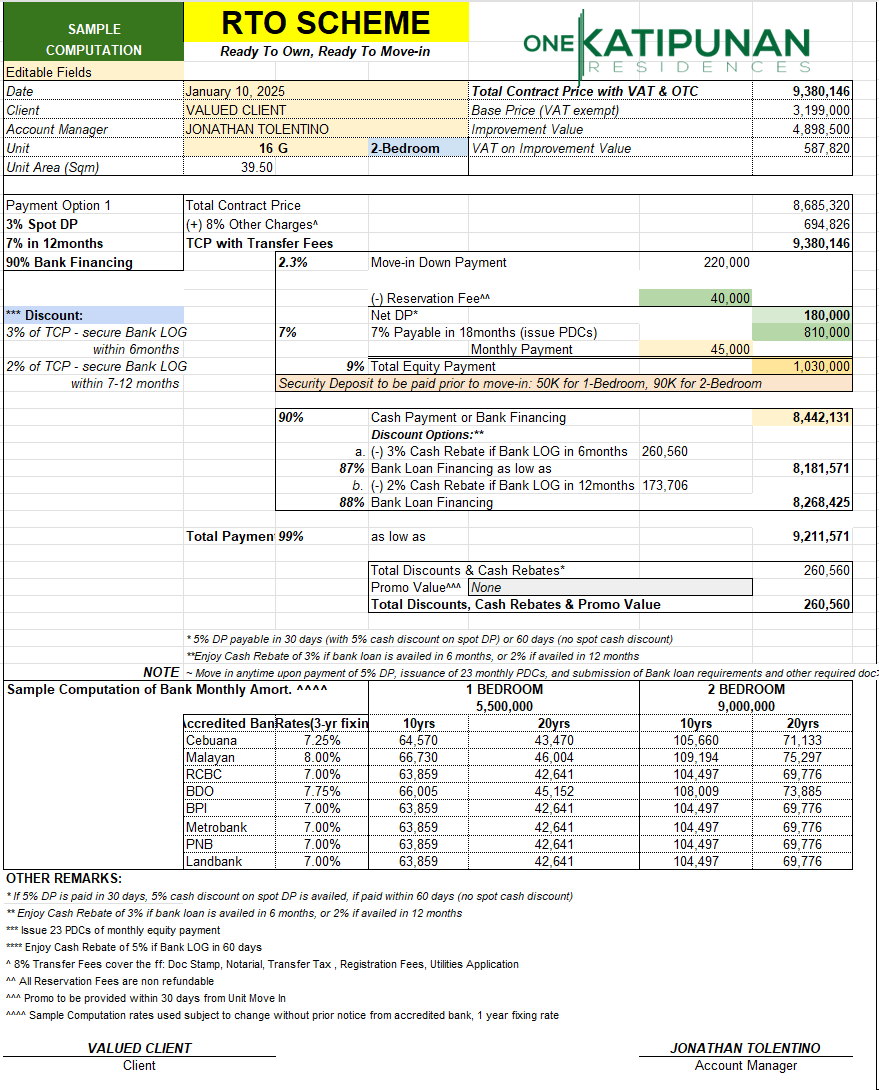 SAMPLE
COMPUTATION
RTO SCHEME
Ready To Own, Ready To Move-in
ONE KATIPUNAN
RESIDENCES
Editable Fields
Date January 10, 2025 Total Contract Price with VAT & OTC 9,380,146
Client VALUED CLIENT Base Price (VAT exempt) 3,199,000
Account Manager JONATHAN TOLENTINO Improvement Value 4,898,500
Unit 16 G 2-Bedroom VAT on Improvement Value 587,820
Unit Area (Sqm) 39.50
Payment Option 1 Total Contract Price 8,685,320
3% Spot DP (+) 8% Other Charges^ 694,826
7% in 12months TCP with Transfer Fees 9,380,146
90% Bank Financing 2.3% Move-in Down Payment 220,000
(-) Reservation Fee^^ 40,000
*** Discount: Net DP* 180,000
3% of TCP - secure Bank LOG 7% 7% Payable in 18months (issue PDCs) 810,000
within 6months Monthly Payment 45,000
2% of TCP - secure Bank LOG 9% Total Equity Payment 1,030,000
within 7-12 months Security Deposit to be paid prior to move-in: 50K for 1-Bedroom, 90K for 2-Bedroom
90% Cash Payment or Bank Financing 8,442,131
Discount Options:**
a. (-) 3% Cash Rebate if Bank LOG in 6months 260,560
87% Bank Loan Financing as low as 8,181,571
b. (-) 2% Cash Rebate if Bank LOG in 12months 173,706
88% Bank Loan Financing 8,268,425
Total Paymen 99% as low as 9,211,571
Total Discounts & Cash Rebates* 260,560
Promo Value^^^ None
Total Discounts, Cash Rebates & Promo Value 260,560
* 5% DP payable in 30 days (with 5% cash discount on spot DP) or 60 days (no spot cash discount)
**Enjoy Cash Rebate of 3% if bank loan is availed in 6 months, or 2% if availed in 12 months
NOTE ~ Move in anytime upon payment of 5% DP, issuance of 23 monthly PDCs, and submission of Bank loan requirements and other required doc
Sample Computation of Bank Monthly Amort. ^^^^ 1 BEDROOM 2 BEDROOM
5,500,000 9,000,000
ccredited Ban Rates(3-yr fixin 10yrs 20yrs 10yrs 20yrs
Cebuana 7.25% 64,570 43,470 105,660 71,133
Malayan 8.00% 66,730 46,004 109,194 75,297
RCBC 7.00% 63,859 42,641 104,497 69,776
BDO 7.75% 66,005 45,152 108,009 73,885
BPI 7.00% 63,859 42,641 104,497 69,776
Metrobank 7.00% 63,859 42,641 104,497 69,776
PNB 7.00% 63,859 42,641 104,497 69,776
Landbank 7.00% 63,859 42,641 104,497 69,776
OTHER REMARKS:
* If 5% DP is paid in 30 days, 5% cash discount on spot DP is availed, if paid within 60 days (no spot cash discount)
** Enjoy Cash Rebate of 3% if bank loan is availed in 6 months, or 2% if availed in 12 months
*** Issue 23 PDCs of monthly equity payment
**** Enjoy Cash Rebate of 5% if Bank LOG in 60 days
^ 8% Transfer Fees cover the ff: Doc Stamp, Notarial, Transfer Tax , Registration Fees, Utilities Application
^^ All Reservation Fees are non refundable
^^^ Promo to be provided within 30 days from Unit Move In
^^^^ Sample Computation rates used subject to change without prior notice from accredited bank, 1 year fixing rate
VALUED CLIENT JONATHAN TOLENTINO
Client Account Manager